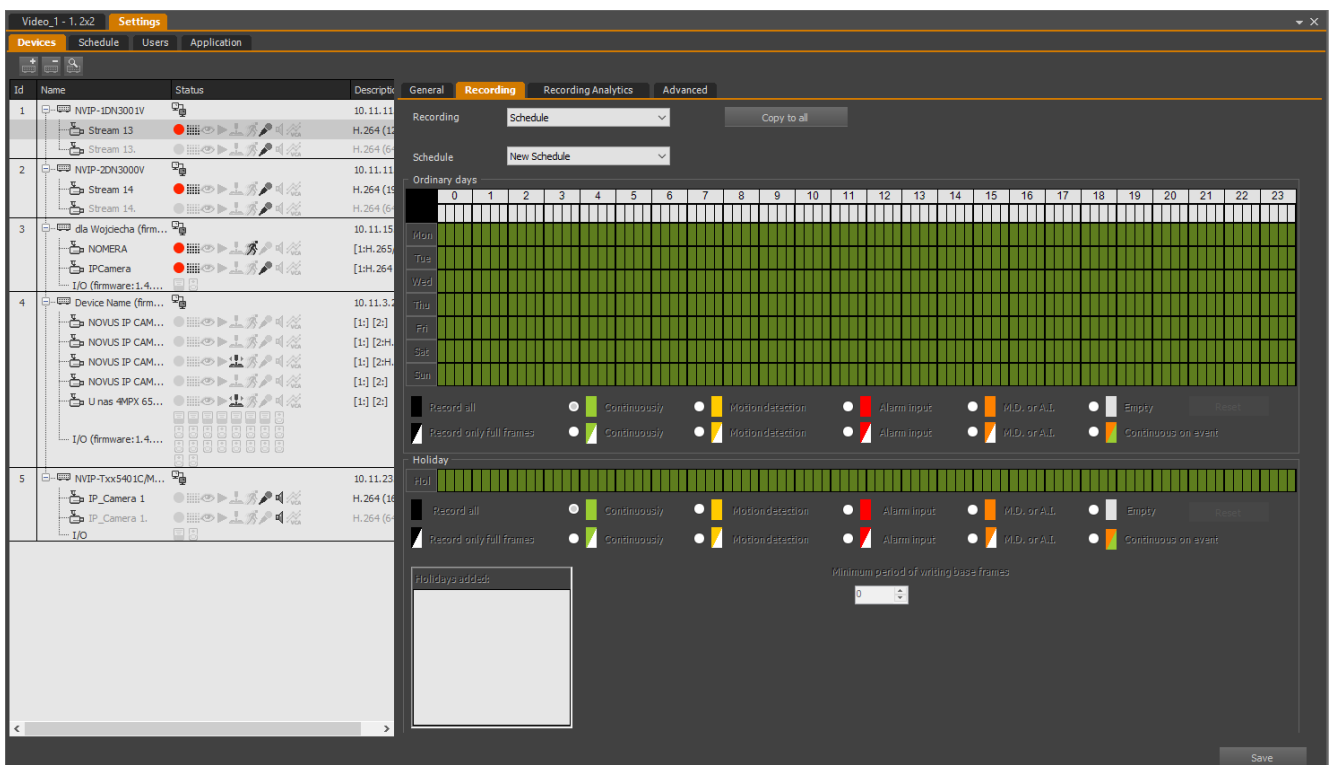 Video_1 - 1. 2x2 Settings
Devices Schedule Users Application
Id Name Status Descriptic
General Recording Recording Analytics Advanced
1 NVIP-1DN3001V 10.11.11
Stream 13 H.264 (12
Stream 13. H.264 (64
2 NVIP-2DN3000V 10.11.11
Stream 14 H.264 (19
Stream 14. H.264 (64
3 dla Wojciecha (firm... 10.11.15
NOMERA [1:H.265,
IPCamera [1:H.264
I/O (firmware:1.4....
4 Device Name (firm... 10.11.3.2
NOVUS IP CAM... [1:] [2:]
NOVUS IP CAM... [1:] [2:H.
NOVUS IP CAM... [1:] [2:H.
NOVUS IP CAM... [1:] [2:]
U nas 4MPX 65... [1:] [2:]
I/O (firmware:1.4....
5 NVIP-Txx5401C/M... 10.11.23
IP_Camera 1 H.264 (16
IP_Camera 1. H.264 (64
I/O
Recording Schedule Copy to all
Schedule New Schedule
Ordinary days
0 1 2 3 4 5 6 7 8 9 10 11 12 13 14 15 16 17 18 19 20 21 22 23
Mon
Tue
Wed
Thu
Fri
Sat
Sun
Record all Continuously Motion detection Alarm input M.D. or A.I. Empty Reset
Record only full frames Continuously Motion detection Alarm input M.D. or A.I. Continuous on event
Holiday
Hol
Record all Continuously Motion detection Alarm input M.D. or A.I. Empty Reset
Record only full frames Continuously Motion detection Alarm input M.D. or A.I. Continuous on event
Holidays added:
Minimum period of writing base frames
0
Save